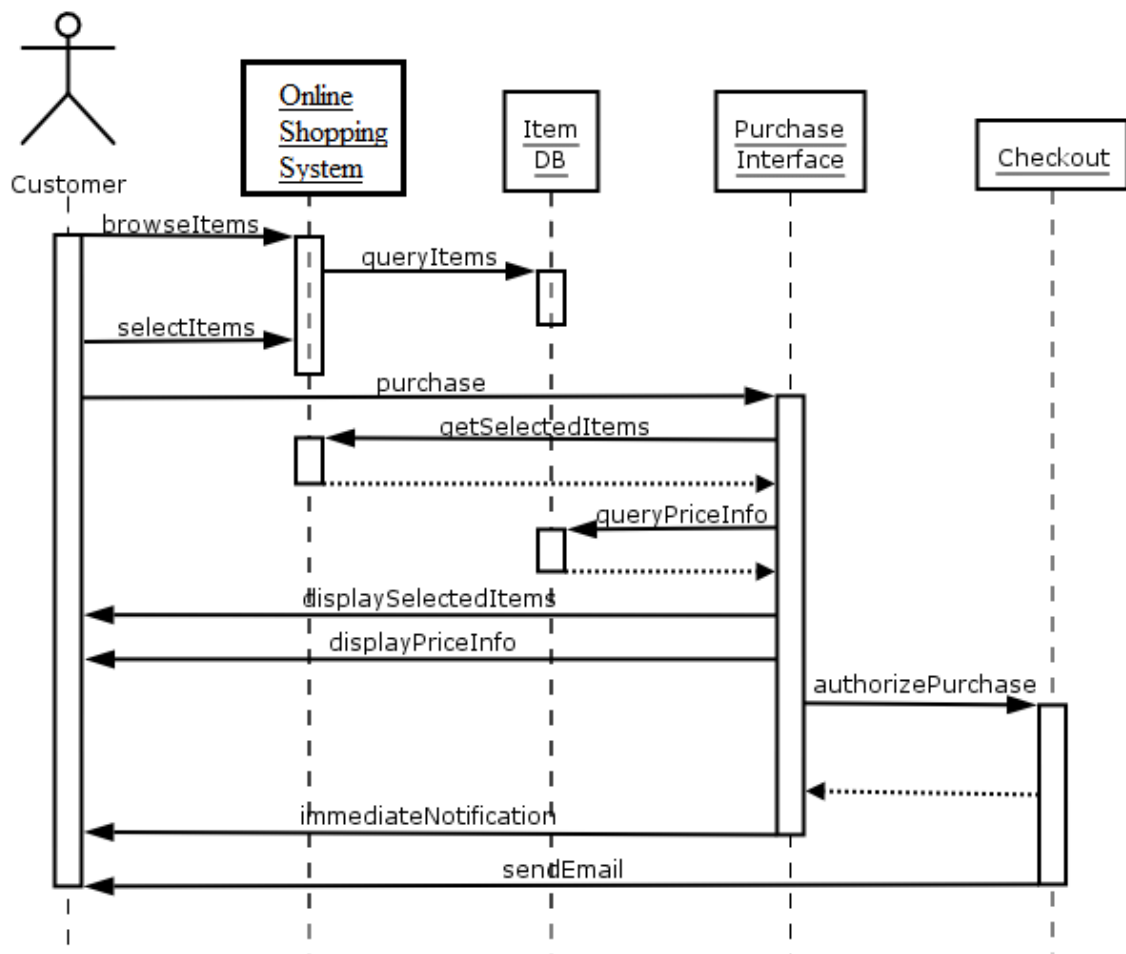 Online
Shopping
System
Item
DB
Purchase
Interface
Checkout
Customer
browseItems
queryItems
selectItems
purchase
getSelectedItems
queryPriceInfo
displaySelectedItems
displayPriceInfo
authorizePurchase
immediateNotification
sendEmail